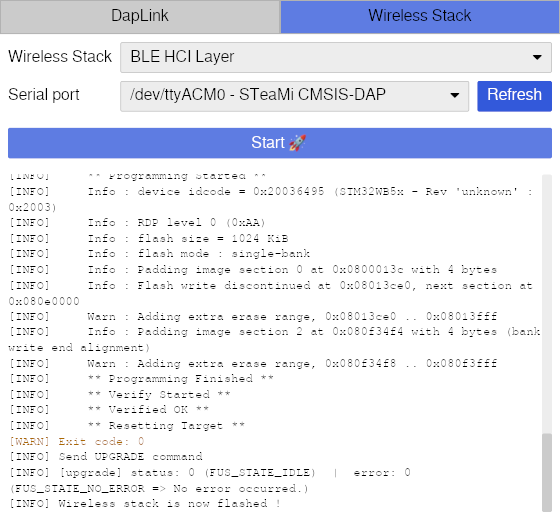 DapLink
Wireless Stack
Wireless Stack BLE HCI Layer
Serial port /dev/ttyACM0 - STeaMi CMSIS-DAP Refresh
Start 🚀
[INFO] ** Programming Started **
[INFO] Info : device idcode = 0x20036495 (STM32WB5x - Rev 'unknown' :
0x2003)
[INFO] Info : RDP level 0 (0xAA)
[INFO] Info : flash size = 1024 KiB
[INFO] Info : flash mode : single-bank
[INFO] Info : Padding image section 0 at 0x0800013c with 4 bytes
[INFO] Info : Flash write discontinued at 0x08013ce0, next section at
0x080e0000
[INFO] Warn : Adding extra erase range, 0x08013ce0 .. 0x08013fff
[INFO] Info : Padding image section 2 at 0x080f34f4 with 4 bytes (bank
write end alignment)
[INFO] Warn : Adding extra erase range, 0x080f34f8 .. 0x080f3fff
[INFO] ** Programming Finished **
[INFO] ** Verify Started **
[INFO] ** Verified OK **
[INFO] ** Resetting Target **
[WARN] Exit code: 0
[INFO] Send UPGRADE command
[INFO] [upgrade] status: 0 (FUS_STATE_IDLE) | error: 0
(FUS_STATE_NO_ERROR => No error occurred.)
[INFO] Wireless stack is now flashed !